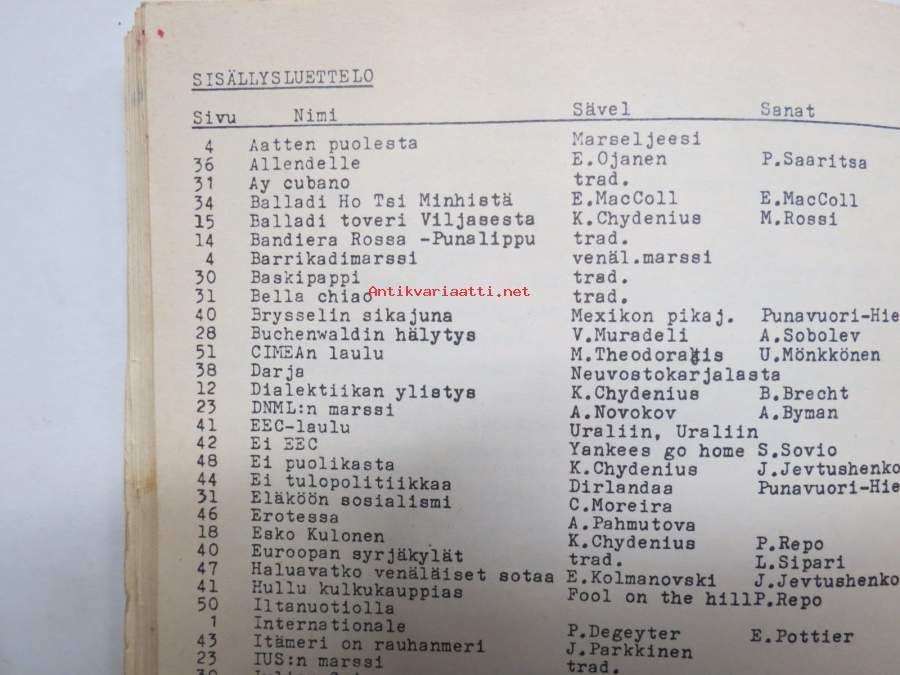 SISÄLLYSLUETTELO
Sivu Nimi Sävel Sanat
4 Aatten puolesta Marseljeesi
36 Allendelle E.Ojanen P.Saaritsa
31 Ay cubano trad.
34 Balladi Ho Tsi Minhistä E.MacColl E.MacColl
15 Balladi toveri Viljasesta K.Chydenius M.Rossi
14 Bandiera Rossa -Punalippu trad.
4 Barrikadimarssi venäl.marssi
30 Baskipappi trad.
31 Bella chiao trad.
Antikvariaatti.net
40 Brysselin sikajuna Mexikon pikaj. Punavuori-Hie
28 Buchenwaldin hälytys V.Muradeli A.Sobolev
51 CIMEAn laulu M.Theodorakis U.Mönkkönen
38 Darja Neuvostokarjalasta
12 Dialektiikan ylistys K.Chydenius B.Brecht
23 DNML:n marssi A.Novokov A.Byman
41 EEC-laulu Uraliin, Uraliin
42 Ei EEC Yankees go home S.Sovio
48 Ei puolikasta K.Chydenius J.Jevtushenko
44 Ei tulopolitiikkaa Dirlandaa Punavuori-Hie
31 Eläköön sosialismi C.Moreira
46 Erotessa A.Pahmutova
18 Esko Kulonen K.Chydenius P.Repo
40 Euroopan syrjäkylät trad. L.Sipari
47 Haluavatko venäläiset sotaa E.Kolmanovski J.Jevtushenko
41 Hullu kulkukauppias Fool on the hill P.Repo
50 Iltanuotiolla
1 Internationale P.Degeyter E.Pottier
43 Itämeri on rauhanmeri J.Parkkinen
23 IUS:n marssi trad.